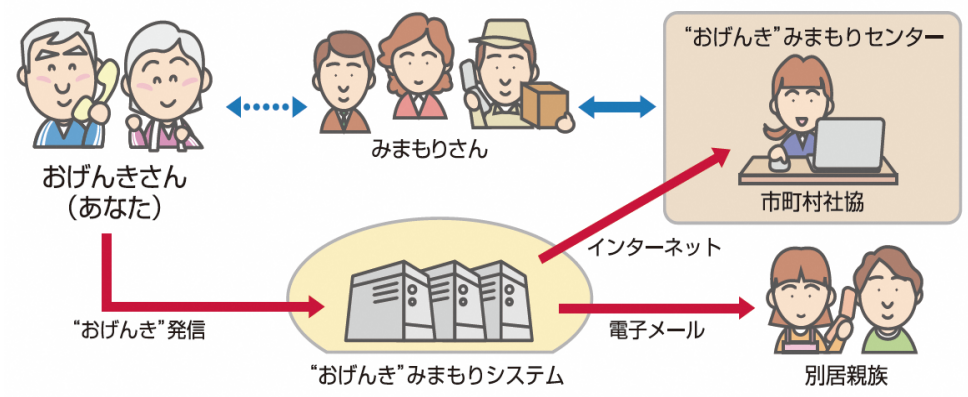 “おげんき”みまもりセンター
みまもりさん
おげんきさん
（あなた）
市町村社協
インターネット
“おげんき”発信
電子メール
“おげんき”みまもりシステム
別居親族